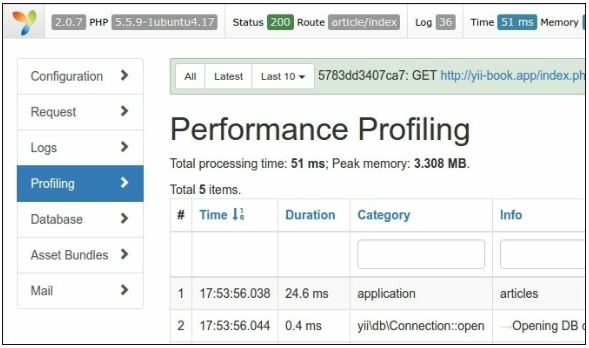 2.0.7 PHP 5.5.9-1ubuntu4.17 Status 200 Route article/index Log 36 Time 51 ms Memory
All Latest Last 10 5783dd3407ca7: GET http://yii-book.app/index.ph
Configuration
Request
Logs
Profiling
Database
Asset Bundles
Mail
Performance Profiling
Total processing time: 51 ms; Peak memory: 3.308 MB.
Total 5 items.
# Time Duration Category Info
1 17:53:56.038 24.6 ms application articles
2 17:53:56.044 0.4 ms yii\db\Connection::open Opening DB